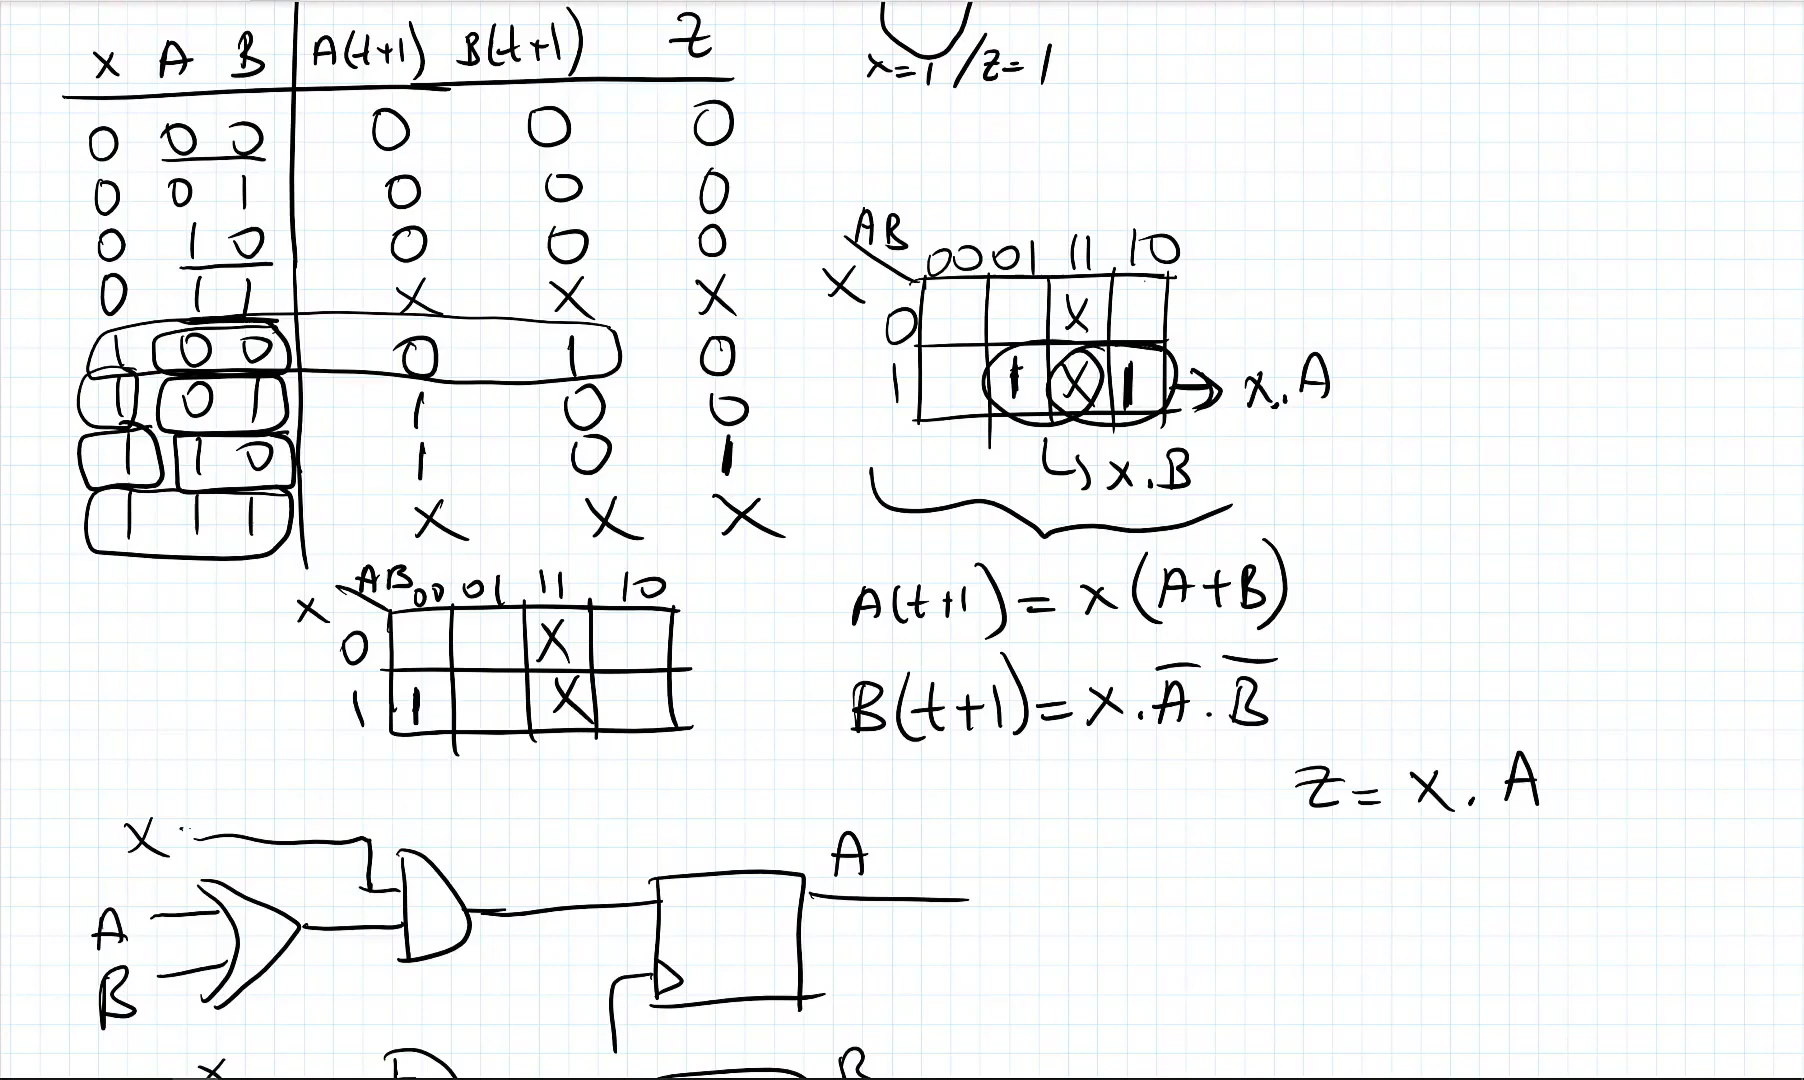 x A B A(t+1) B(t+1) Z
0 0 0 0 0 0
0 0 1 0 0 0
0 1 0 0 0 0
0 1 1 X X X
1 0 0 0 1 0
1 0 1 1 0 0
1 1 0 1 0 1
1 1 1 X X X
x=1/z=1
AB
X 00 01 11 10
0 X
1 1 X 1 → x.A
↳ x.B
AB 00 01 11 10
x
0 X
1 1 X
A(t+1) = x(A+B)
B(t+1) = x.A̅.B̅
Z = x.A
X
A
B
A
x
B